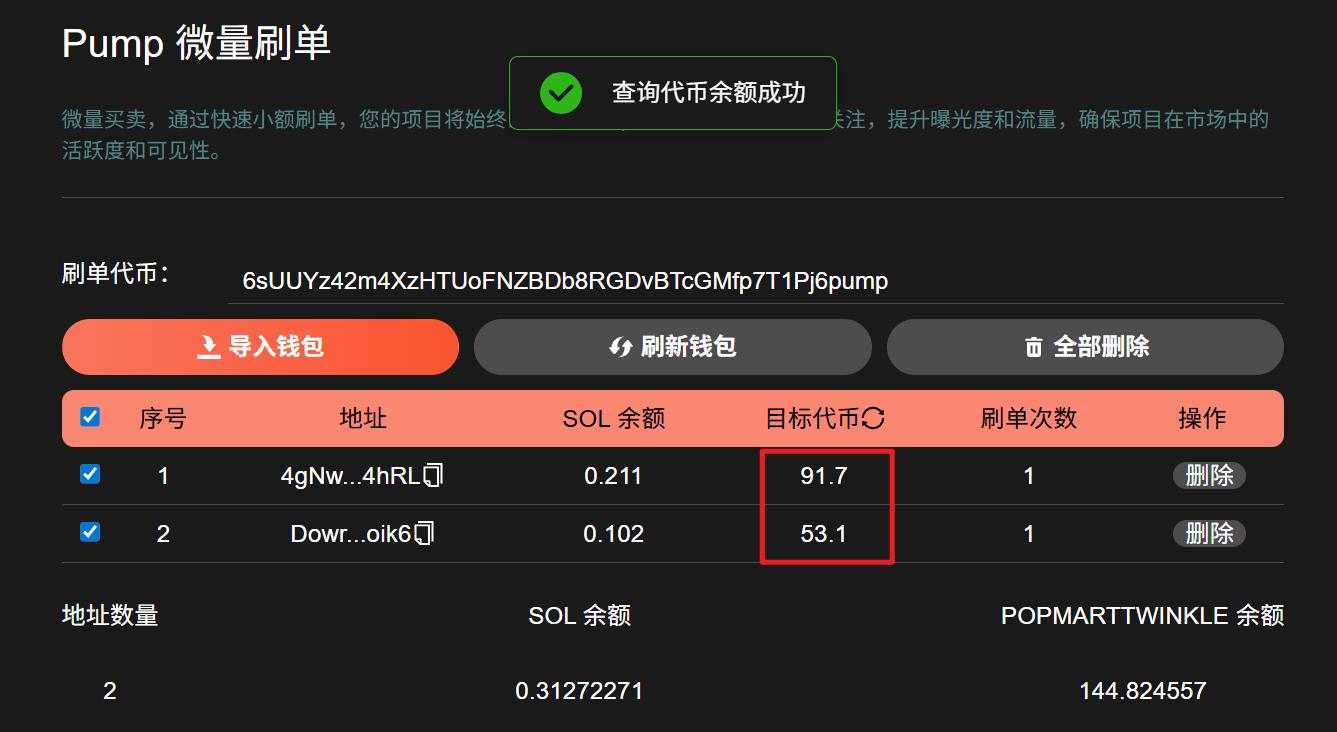 Pump 微量刷单
查询代币余额成功
微量买卖，通过快速小额刷单，您的项目将始终 关注，提升曝光度和流量，确保项目在市场中的
活跃度和可见性。
刷单代币： 6sUUYz42m4XzHTUoFNZBDb8RGDvBTcGMfp7T1Pj6pump
导入钱包 刷新钱包 全部删除
序号 地址 SOL 余额 目标代币 刷单次数 操作
1 4gNw...4hRL 0.211 91.7 1 删除
2 Dowr...oik6 0.102 53.1 1 删除
地址数量 SOL 余额 POPMARTTWINKLE 余额
2 0.31272271 144.824557